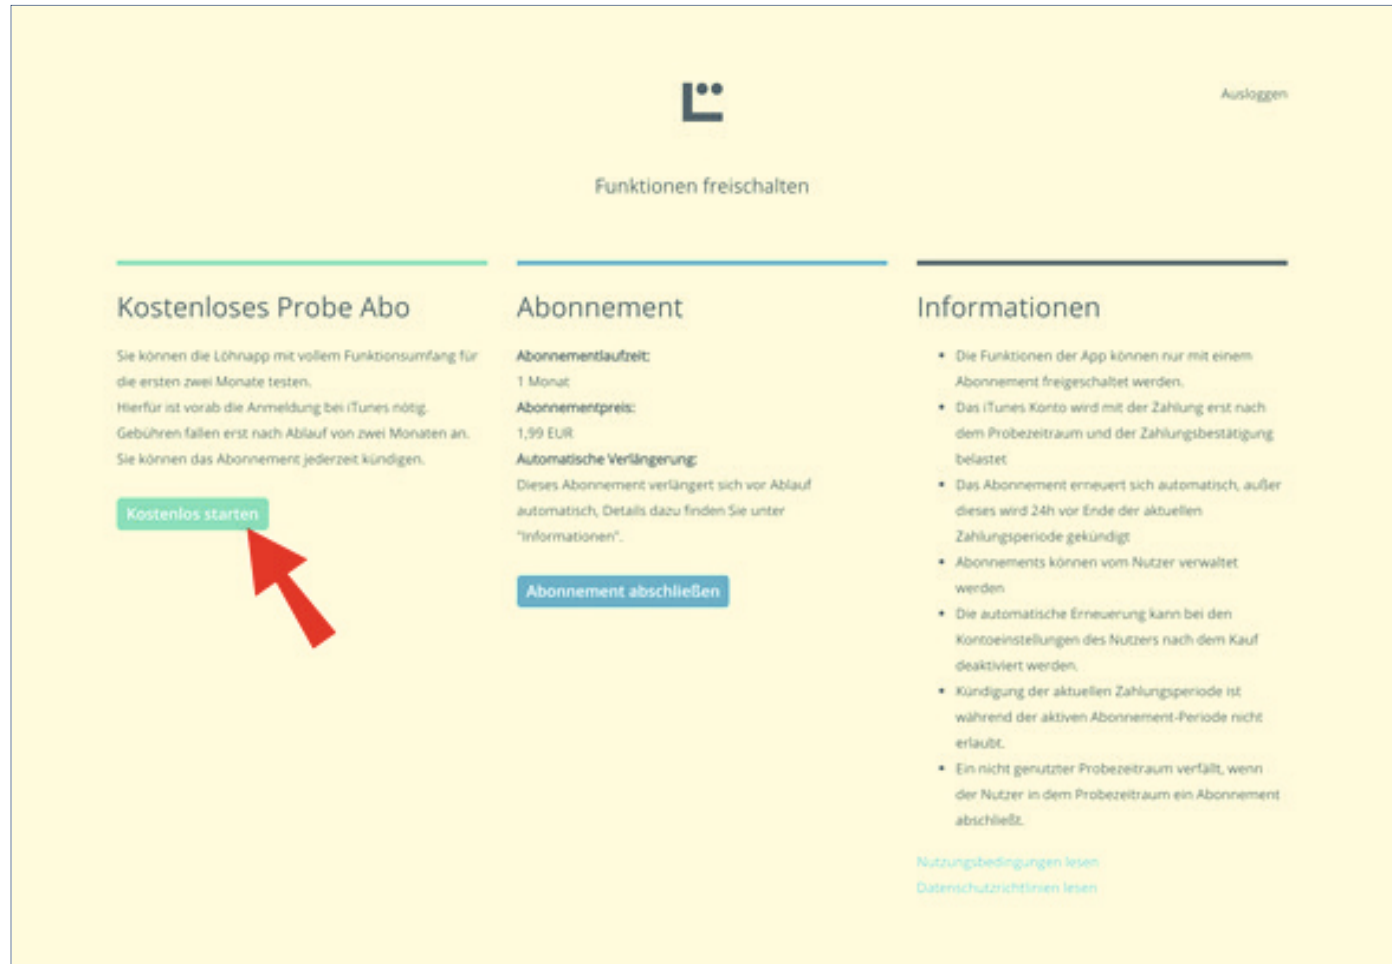 Ausloggen
Funktionen freischalten
Kostenloses Probe Abo
Sie können die Löhnapp mit vollem Funktionsumfang für
die ersten zwei Monate testen.
Hierfür ist vorab die Anmeldung bei iTunes nötig.
Gebühren fallen erst nach Ablauf von zwei Monaten an.
Sie können das Abonnement jederzeit kündigen.
Kostenlos starten
Abonnement
Abonnementlaufzeit:
1 Monat
Abonnementpreis:
1,99 EUR
Automatische Verlängerung:
Dieses Abonnement verlängert sich vor Ablauf
automatisch, Details dazu finden Sie unter
"Informationen".
Abonnement abschließen
Informationen
• Die Funktionen der App können nur mit einem
Abonnement freigeschaltet werden.
• Das iTunes Konto wird mit der Zahlung erst nach
dem Probezeitraum und der Zahlungsbestätigung
belastet
• Das Abonnement erneuert sich automatisch, außer
dieses wird 24h vor Ende der aktuellen
Zahlungsperiode gekündigt
• Abonnements können vom Nutzer verwaltet
werden
• Die automatische Erneuerung kann bei den
Kontoeinstellungen des Nutzers nach dem Kauf
deaktiviert werden.
• Kündigung der aktuellen Zahlungsperiode ist
während der aktiven Abonnement-Periode nicht
erlaubt.
• Ein nicht genutzter Probezeitraum verfällt, wenn
der Nutzer in dem Probezeitraum ein Abonnement
abschließt.
Nutzungsbedingungen lesen
Datenschutzrichtlinien lesen